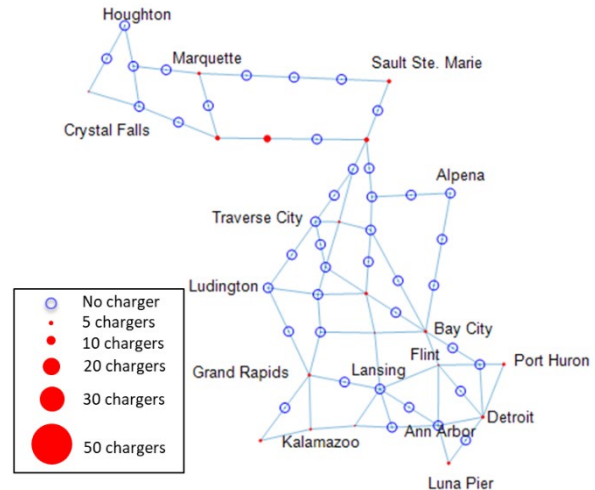 Houghton
Marquette
Sault Ste. Marie
Crystal Falls
Alpena
Traverse City
Ludington
No charger
5 chargers
10 chargers
20 chargers
30 chargers
50 chargers
Bay City
Flint
Port Huron
Grand Rapids
Lansing
Detroit
Ann Arbor
Kalamazoo
Luna Pier